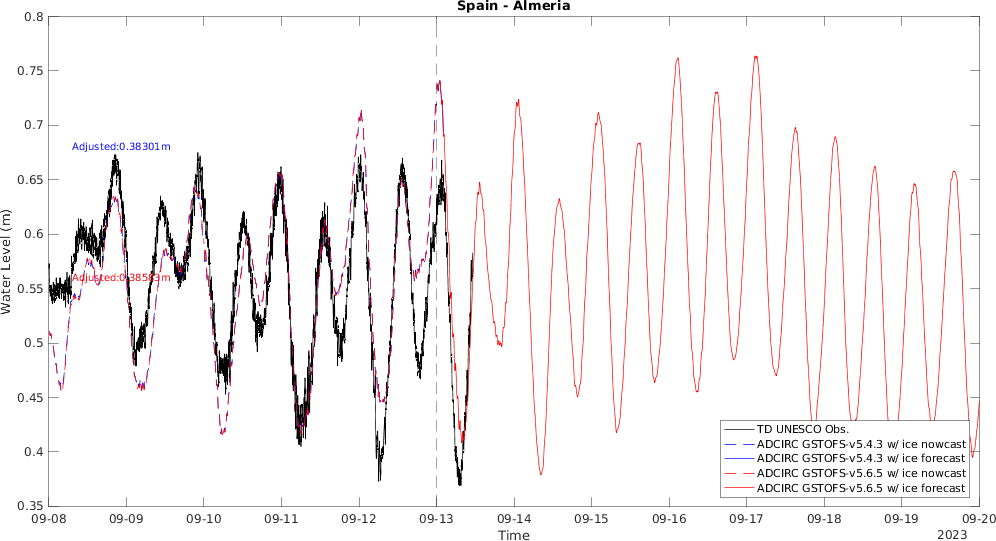 Spain - Almeria
0.8
0.75
0.7
0.65
0.6
0.55
0.5
0.45
0.4
0.35
Water Level (m)
Adjusted:0.38301m
Adjusted:0.38583m
TD UNESCO Obs.
ADCIRC GSTOFS-v5.4.3 w/ ice nowcast
ADCIRC GSTOFS-v5.4.3 w/ ice forecast
ADCIRC GSTOFS-v5.6.5 w/ ice nowcast
ADCIRC GSTOFS-v5.6.5 w/ ice forecast
09-08 09-09 09-10 09-11 09-12 09-13 09-14 09-15 09-16 09-17 09-18 09-19 09-20
Time
2023